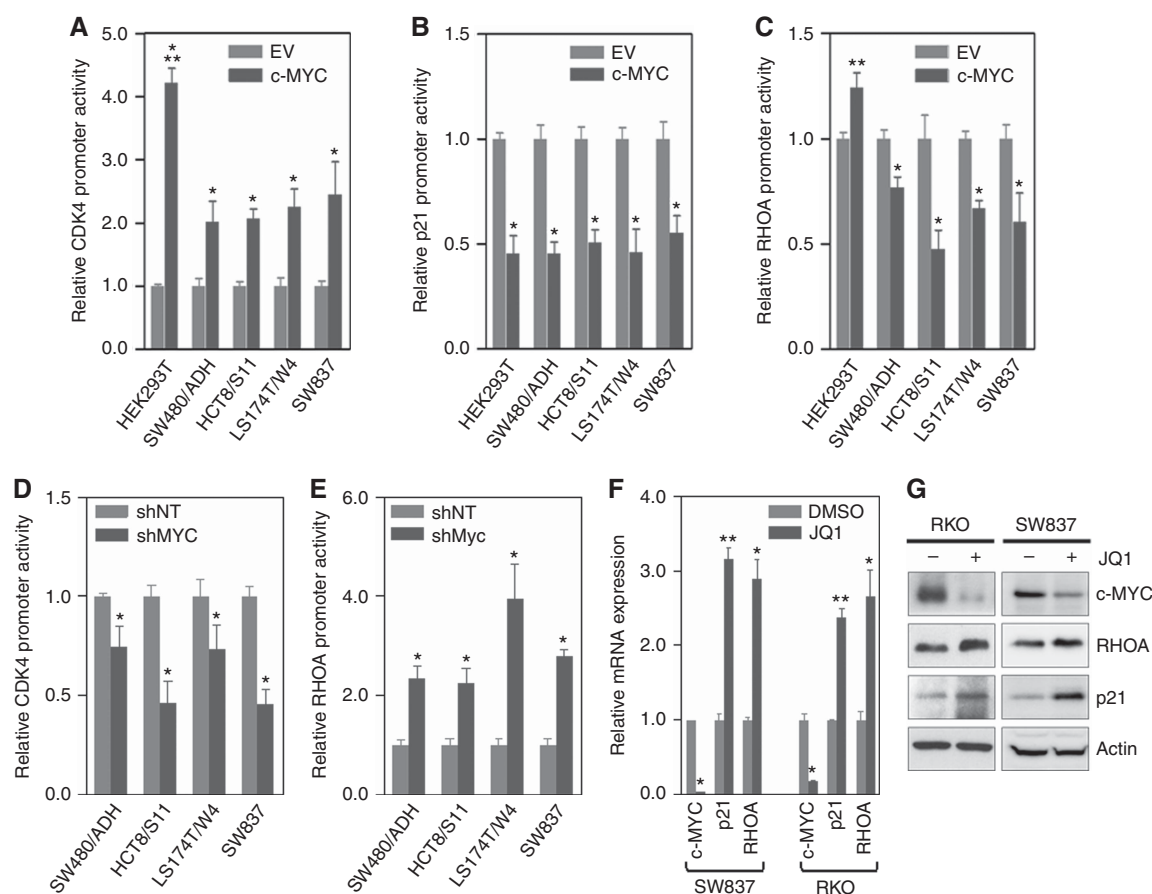 A
Relative CDK4 promoter activity
5.0
4.0
3.0
2.0
1.0
0.0
EV
c-MYC
*
**
*
*
*
*
HEK293T
SW480/ADH
HCT8/S11
LS174T/W4
SW837
B
Relative p21 promoter activity
1.5
1.0
0.5
0.0
EV
c-MYC
*
*
*
*
*
HEK293T
SW480/ADH
HCT8/S11
LS174T/W4
SW837
C
Relative RHOA promoter activity
1.5
1.0
0.5
0.0
EV
c-MYC
**
*
*
*
*
HEK293T
SW480/ADH
HCT8/S11
LS174T/W4
SW837
D
Relative CDK4 promoter activity
1.5
1.0
0.5
0.0
shNT
shMYC
*
*
*
*
SW480/ADH
HCT8/S11
LS174T/W4
SW837
E
Relative RHOA promoter activity
6.0
4.0
2.0
0.0
shNT
shMyc
*
*
*
*
SW480/ADH
HCT8/S11
LS174T/W4
SW837
F
Relative mRNA expression
4.0
3.0
2.0
1.0
0.0
DMSO
JQ1
*
**
*
*
**
*
c-MYC
p21
RHOA
c-MYC
p21
RHOA
SW837
RKO
G
RKO SW837
– + – + JQ1
c-MYC
RHOA
p21
Actin